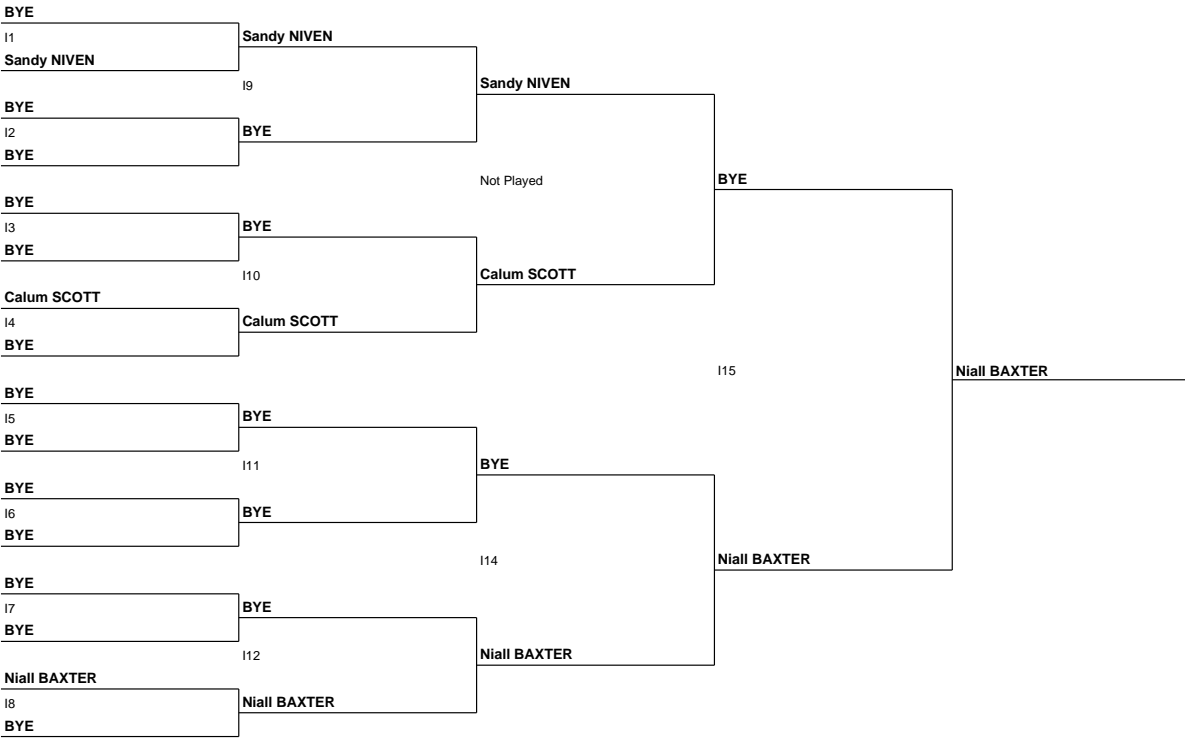 BYE
I1
Sandy NIVEN
BYE
I2
BYE
BYE
I3
BYE
Calum SCOTT
I4
BYE
BYE
I5
BYE
BYE
I6
BYE
BYE
I7
BYE
Niall BAXTER
I8
BYE
Sandy NIVEN
I9
BYE
BYE
I10
Calum SCOTT
BYE
I11
BYE
BYE
I12
Niall BAXTER
Sandy NIVEN
Not Played
Calum SCOTT
BYE
I14
Niall BAXTER
BYE
I15
Niall BAXTER
Niall BAXTER